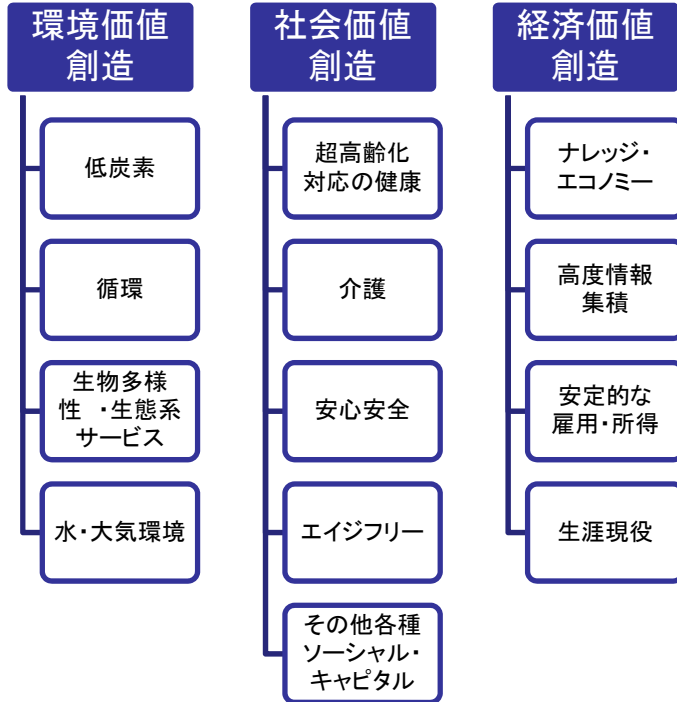 環境価値
創造
低炭素
循環
生物多様
性 ・生態系
サービス
水・大気環境
社会価値
創造
超高齢化
対応の健康
介護
安心安全
エイジフリー
その他各種
ソーシャル・
キャピタル
経済価値
創造
ナレッジ・
エコノミー
高度情報
集積
安定的な
雇用・所得
生涯現役